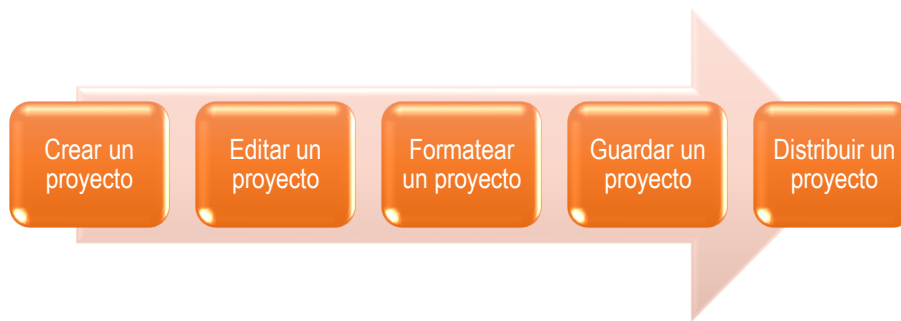 Crear un
proyecto
Editar un
proyecto
Formatear
un proyecto
Guardar un
proyecto
Distribuir un
proyecto